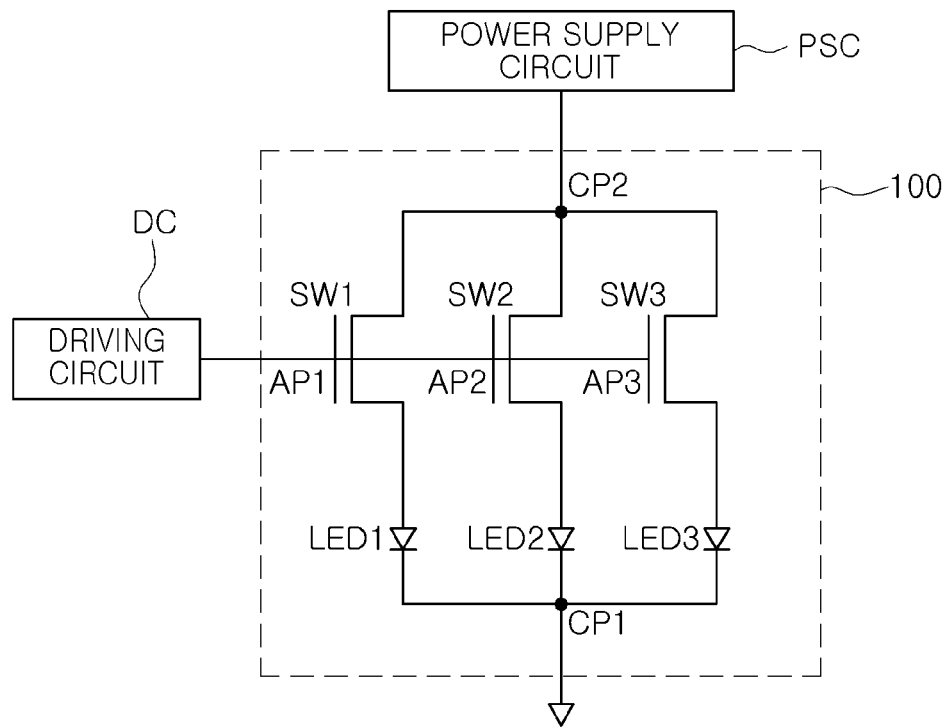 POWER SUPPLY
CIRCUIT
PSC
CP2
100
DC
SW1
SW2
SW3
DRIVING
CIRCUIT
AP1
AP2
AP3
LED1
LED2
LED3
CP1